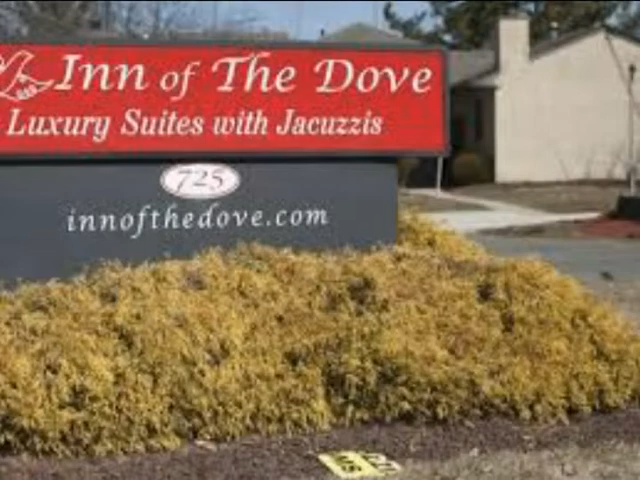 Inn of The Dove
Luxury Suites with Jacuzzis
725
innofthedove.com